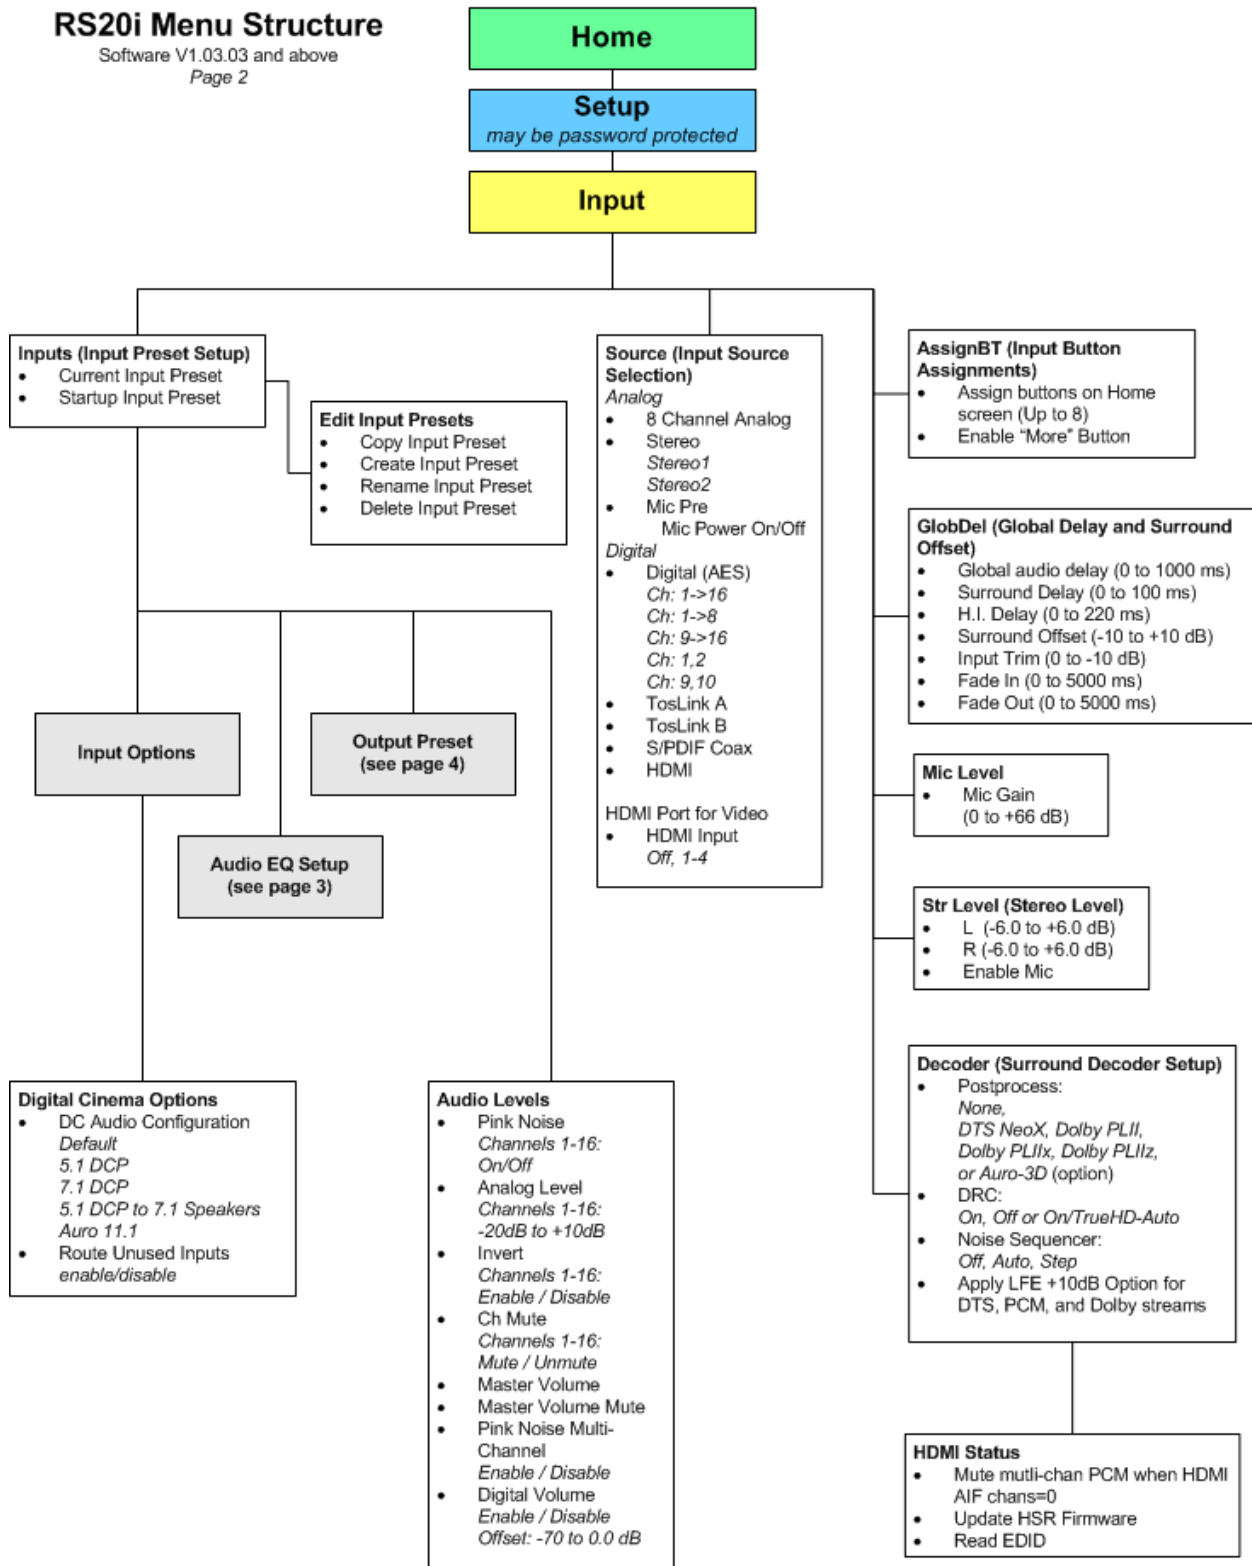 RS20i Menu Structure
Software V1.03.03 and above
Page 2
Home
Setup
may be password protected
Input
Inputs (Input Preset Setup)
• Current Input Preset
• Startup Input Preset
Edit Input Presets
• Copy Input Preset
• Create Input Preset
• Rename Input Preset
• Delete Input Preset
Input Options
Output Preset
(see page 4)
Audio EQ Setup
(see page 3)
Digital Cinema Options
• DC Audio Configuration
Default
5.1 DCP
7.1 DCP
5.1 DCP to 7.1 Speakers
Auro 11.1
• Route Unused Inputs
enable/disable
Audio Levels
• Pink Noise
Channels 1-16:
On/Off
• Analog Level
Channels 1-16:
-20dB to +10dB
• Invert
Channels 1-16:
Enable / Disable
• Ch Mute
Channels 1-16:
Mute / Unmute
• Master Volume
• Master Volume Mute
• Pink Noise Multi-
Channel
Enable / Disable
• Digital Volume
Enable / Disable
Offset: -70 to 0.0 dB
Source (Input Source
Selection)
Analog
• 8 Channel Analog
• Stereo
Stereo1
Stereo2
• Mic Pre
Mic Power On/Off
Digital
• Digital (AES)
Ch: 1->16
Ch: 1->8
Ch: 9->16
Ch: 1,2
Ch: 9,10
• TosLink A
• TosLink B
• S/PDIF Coax
• HDMI
HDMI Port for Video
• HDMI Input
Off, 1-4
AssignBT (Input Button
Assignments)
• Assign buttons on Home
screen (Up to 8)
• Enable “More” Button
GlobDel (Global Delay and Surround
Offset)
• Global audio delay (0 to 1000 ms)
• Surround Delay (0 to 100 ms)
• H.I. Delay (0 to 220 ms)
• Surround Offset (-10 to +10 dB)
• Input Trim (0 to -10 dB)
• Fade In (0 to 5000 ms)
• Fade Out (0 to 5000 ms)
Mic Level
• Mic Gain
(0 to +66 dB)
Str Level (Stereo Level)
• L (-6.0 to +6.0 dB)
• R (-6.0 to +6.0 dB)
• Enable Mic
Decoder (Surround Decoder Setup)
• Postprocess:
None,
DTS NeoX, Dolby PLII,
Dolby PLIIx, Dolby PLIIz,
or Auro-3D (option)
• DRC:
On, Off or On/TrueHD-Auto
• Noise Sequencer:
Off, Auto, Step
• Apply LFE +10dB Option for
DTS, PCM, and Dolby streams
HDMI Status
• Mute mutli-chan PCM when HDMI
AIF chans=0
• Update HSR Firmware
• Read EDID